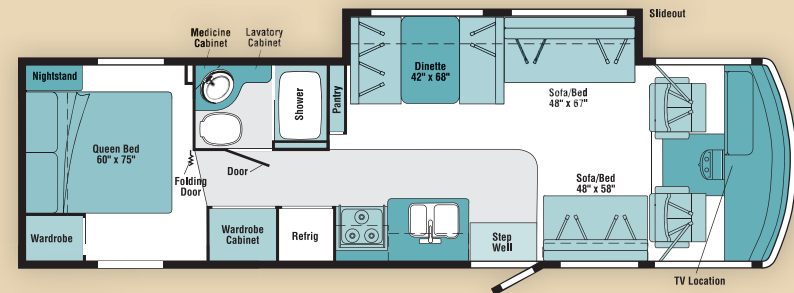 Slideout
Medicine
Cabinet
Lavatory
Cabinet
Nightstand
Dinette
42" x 68"
Sofa/Bed
48" x 67"
Shower
Pantry
Queen Bed
60" x 75"
Folding
Door
Door
Sofa/Bed
48" x 58"
Wardrobe
Wardrobe
Cabinet
Refrig
Step
Well
TV Location